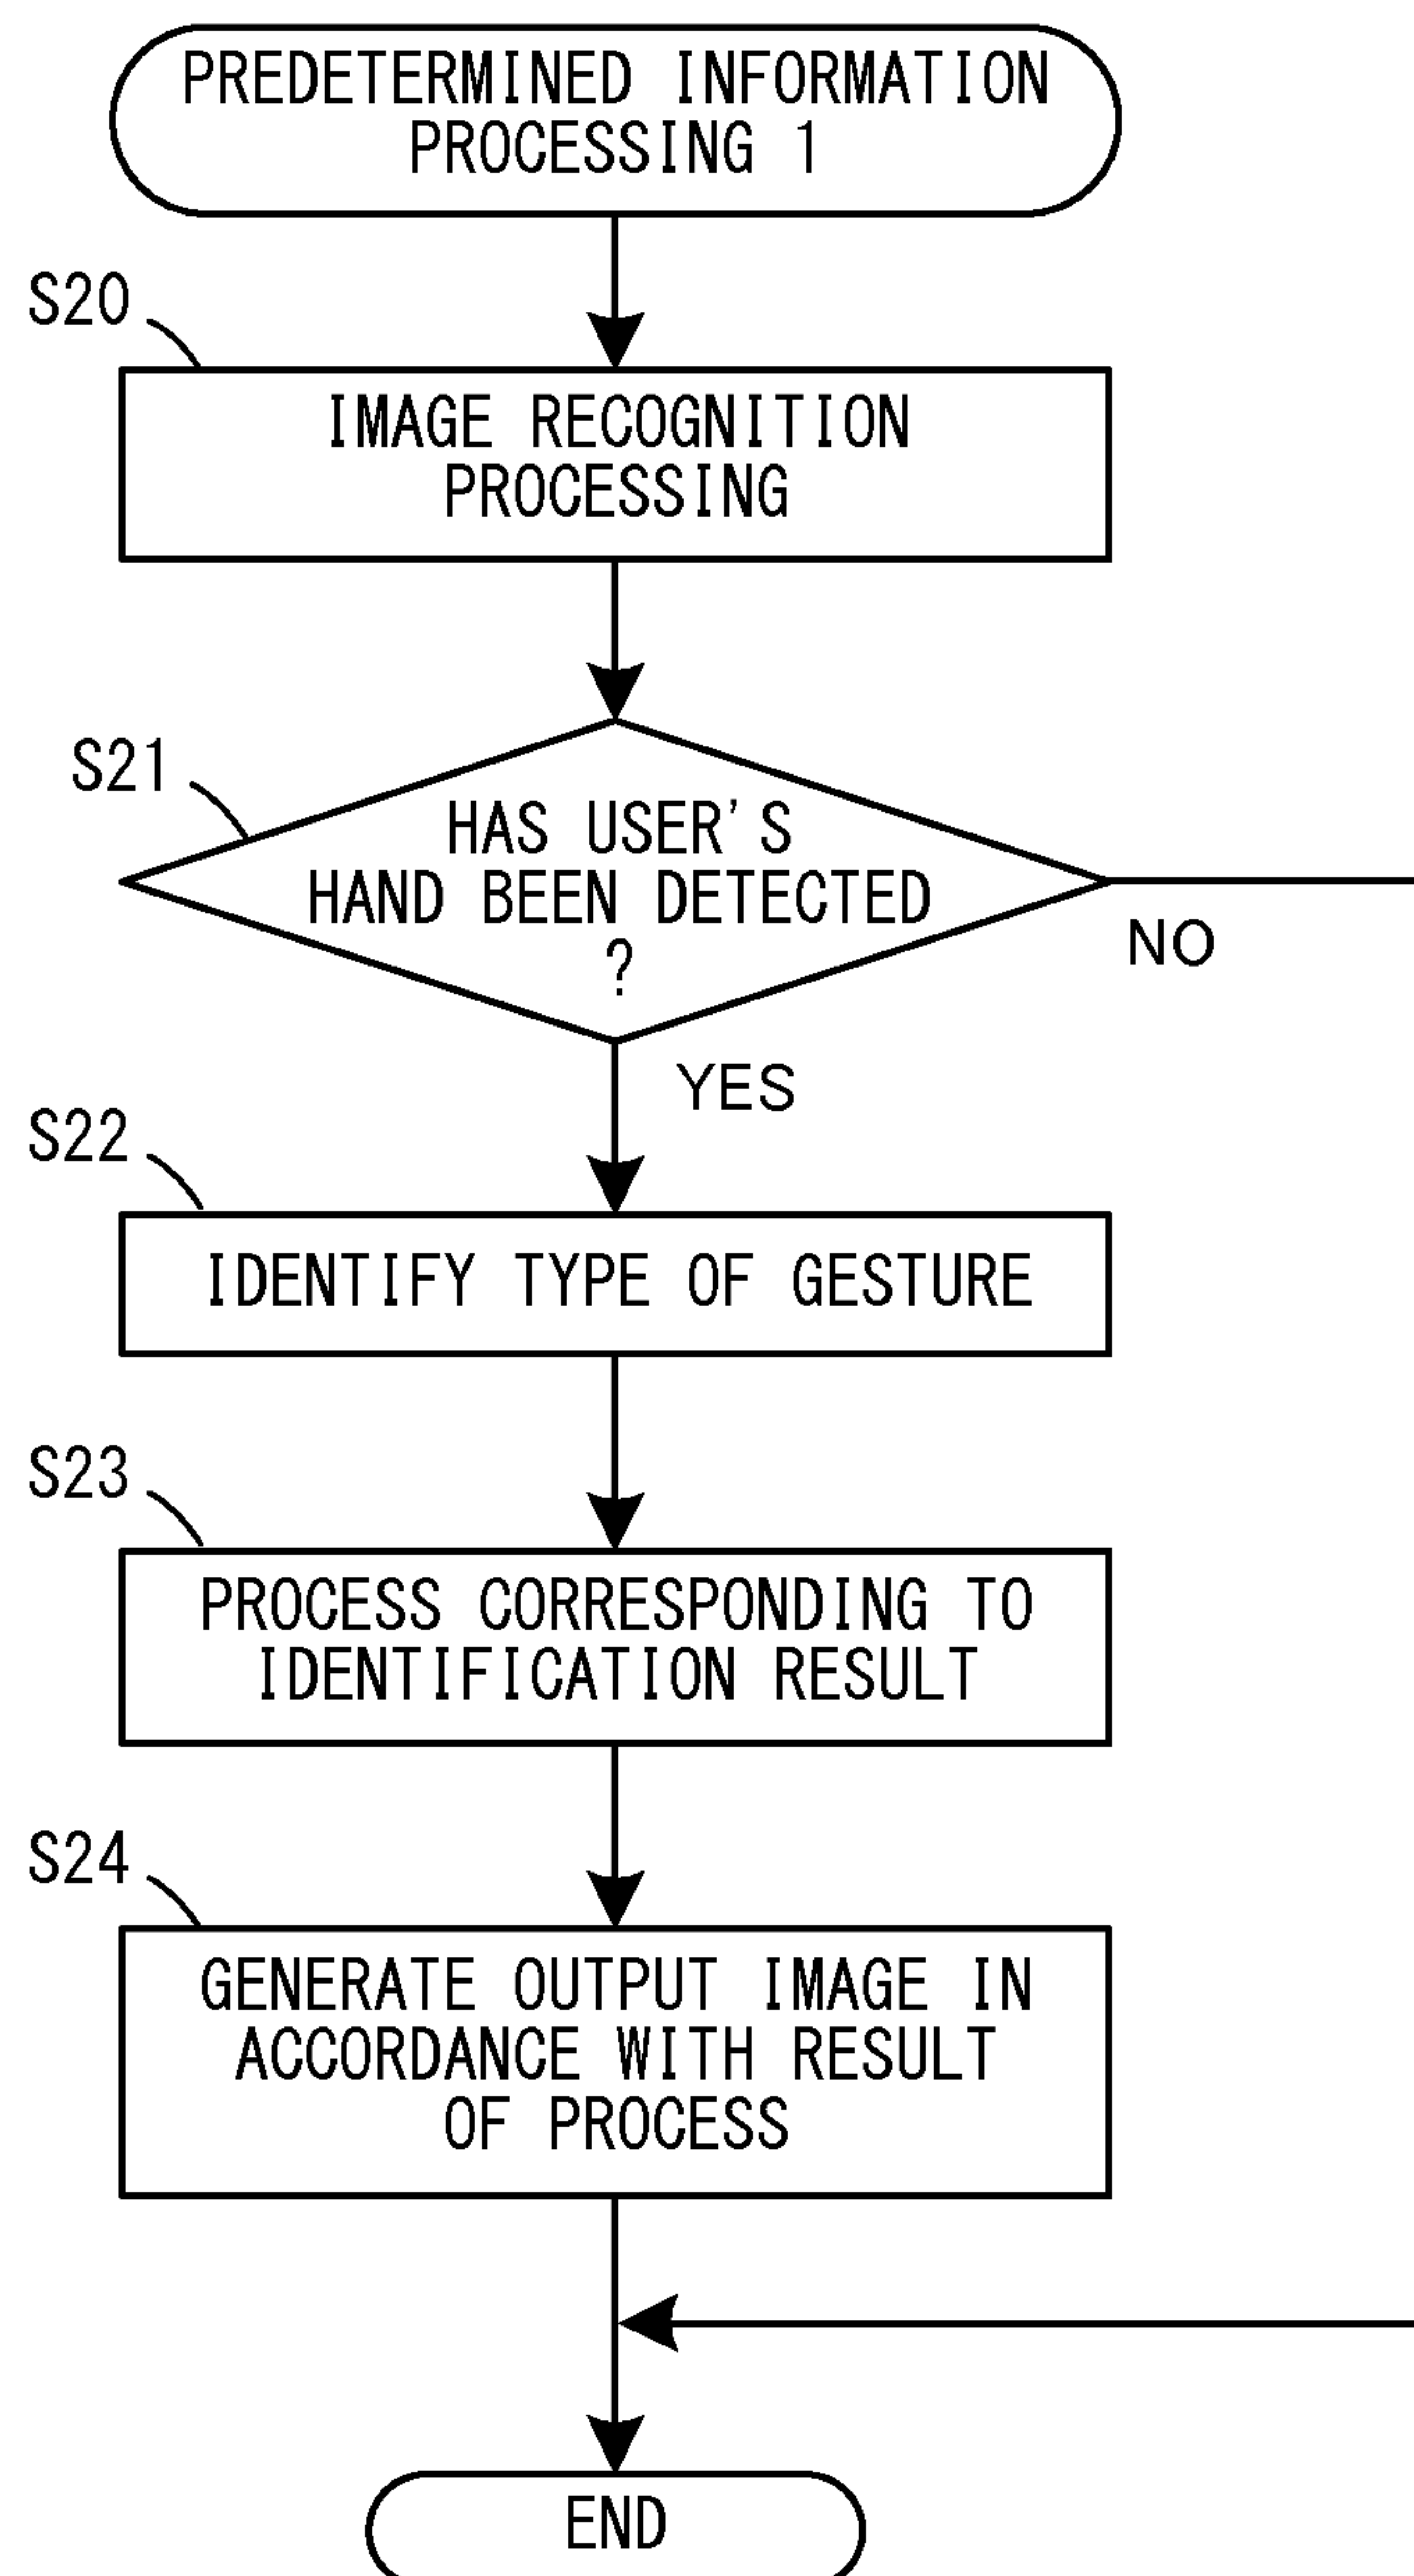 PREDETERMINED INFORMATION
PROCESSING 1
S20
IMAGE RECOGNITION
PROCESSING
S21
HAS USER'S
HAND BEEN DETECTED
?
NO
YES
S22
IDENTIFY TYPE OF GESTURE
S23
PROCESS CORRESPONDING TO
IDENTIFICATION RESULT
S24
GENERATE OUTPUT IMAGE IN
ACCORDANCE WITH RESULT
OF PROCESS
END